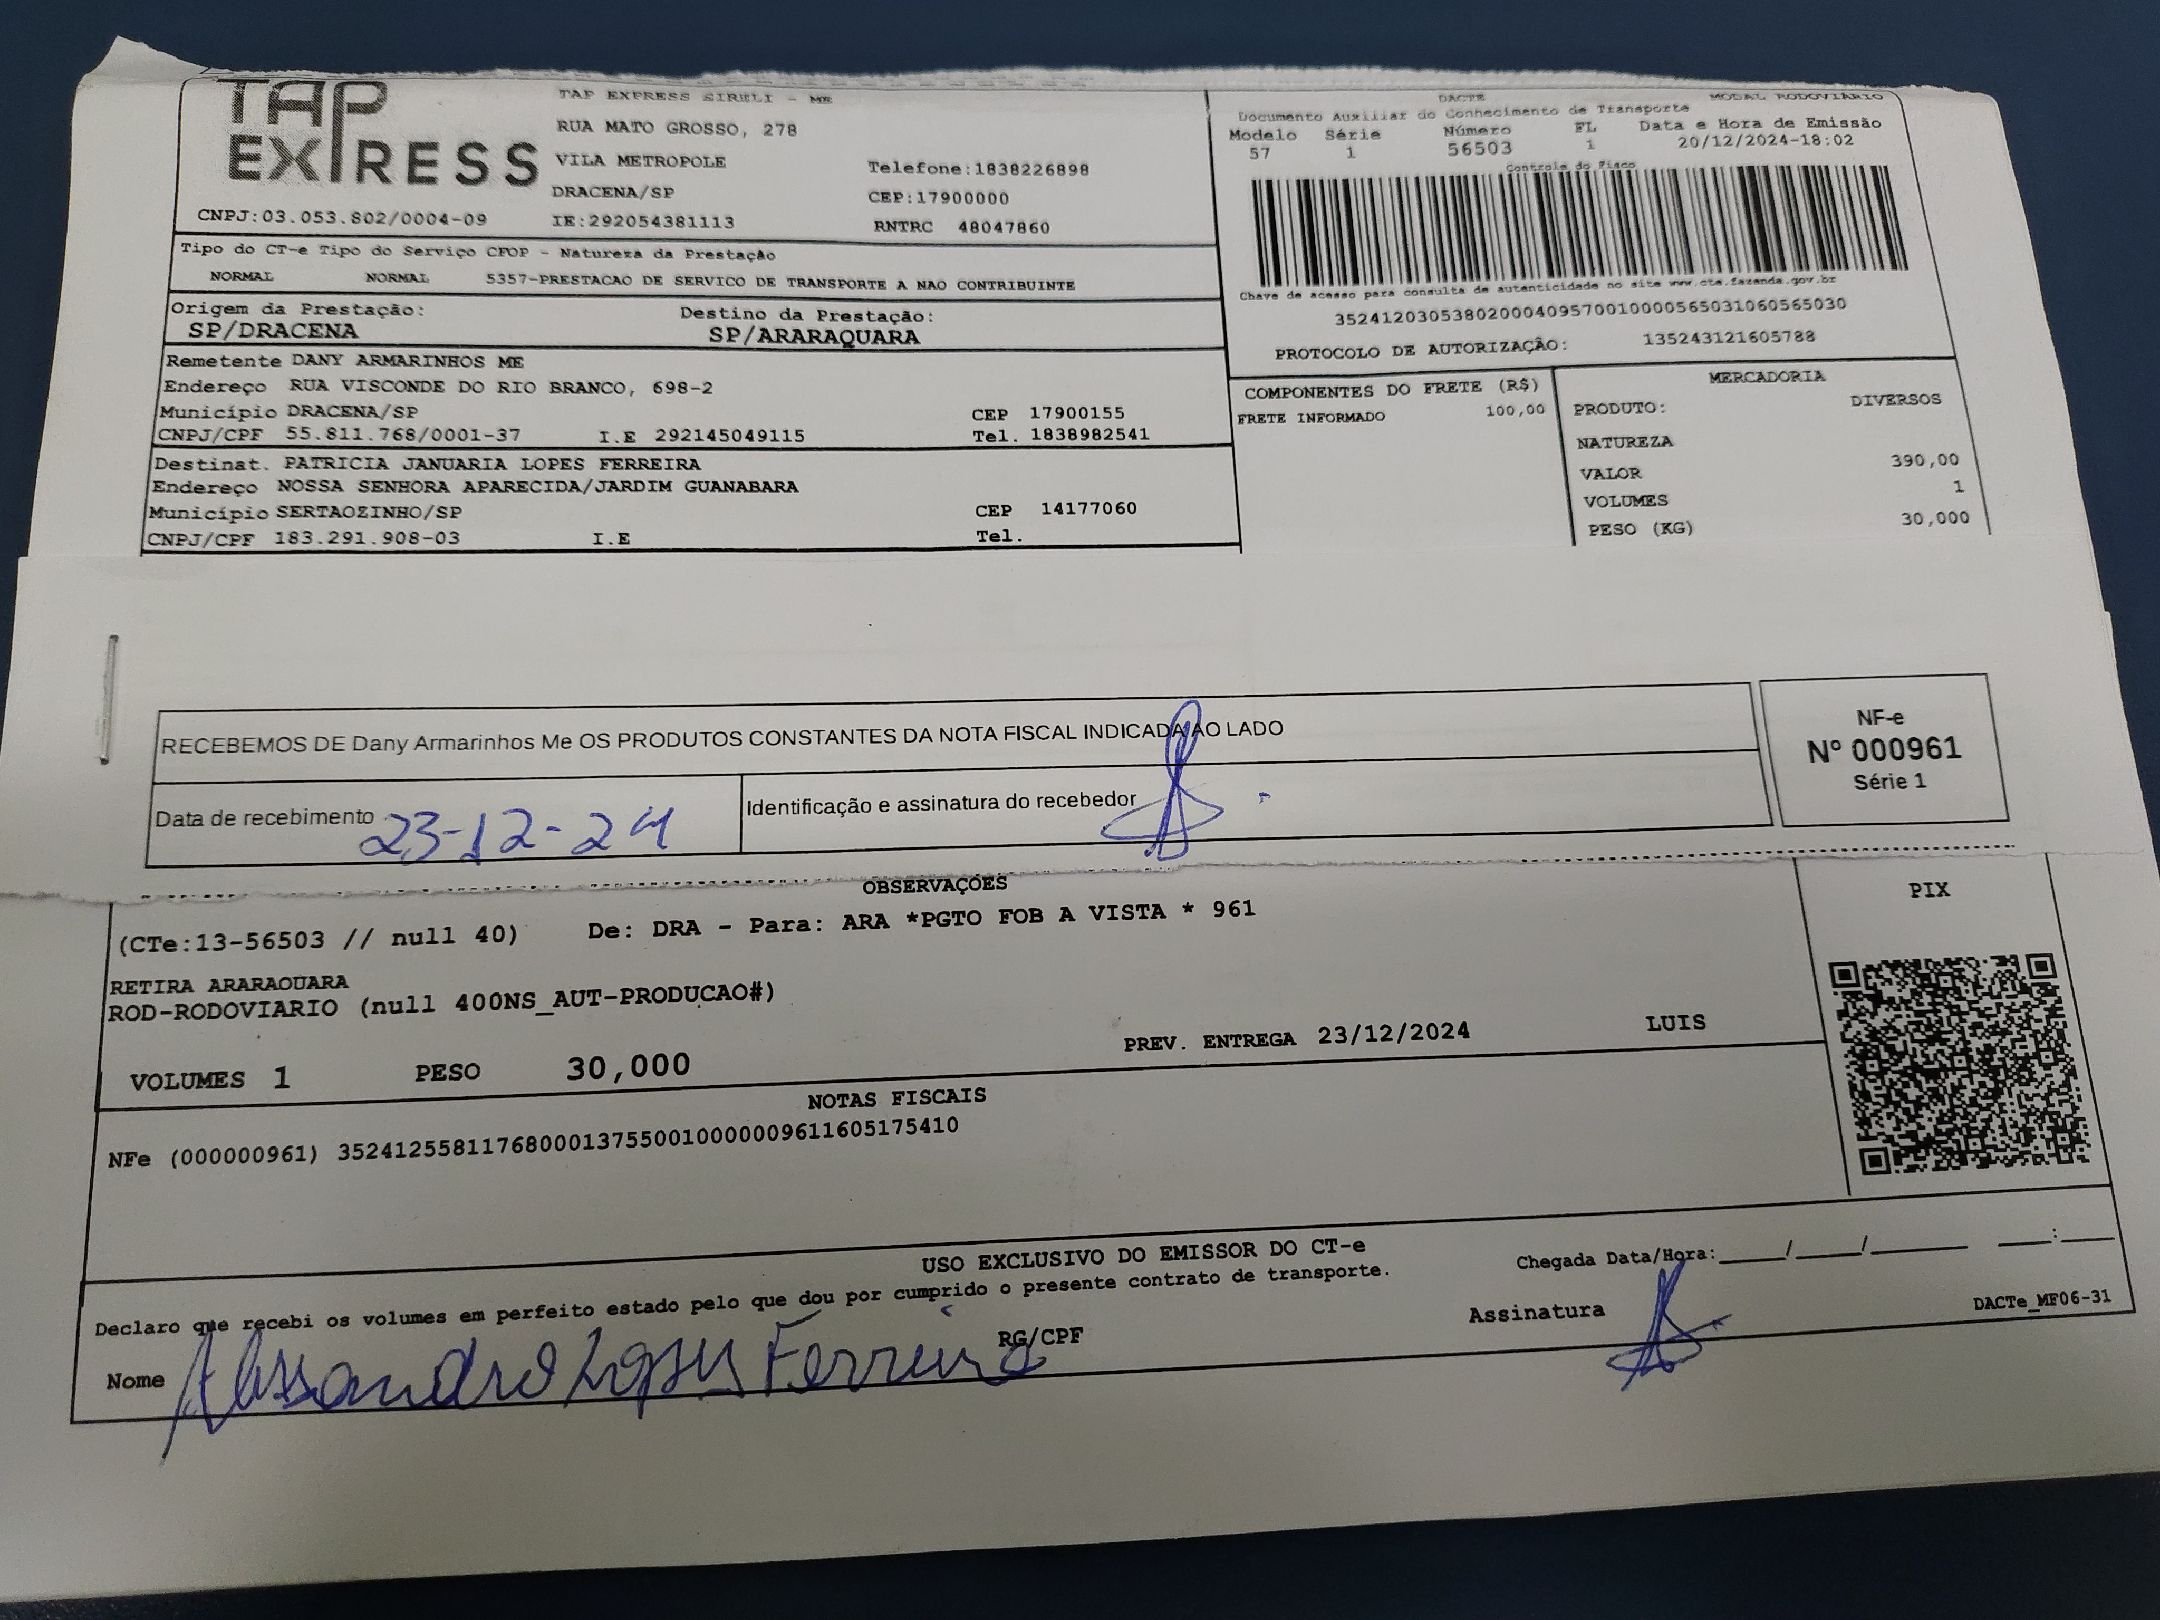 TAP
EXPRESS
TAP EXPRESS EIRELI - ME
RUA MATO GROSSO, 278
VILA METROPOLE
Telefone:1838226898
DRACENA/SP
CEP:17900000
CNPJ:03.053.802/0004-09
IE:292054381113
RNTRC 48047860
DACTE
MODAL RODOVIÁRIO
Documento Auxiliar do Conhecimento de Transporte
Modelo Série Número FL Data e Hora de Emissão
57 1 56503 1 20/12/2024-18:02
Controle do Fisco
Chave de acesso para consulta de autenticidade no site www.cte.fazenda.gov.br
35241203053802000409570010000565031060565030
PROTOCOLO DE AUTORIZAÇÃO: 135243121605788
Tipo do CT-e Tipo do Serviço CFOP - Natureza da Prestação
NORMAL NORMAL 5357-PRESTACAO DE SERVICO DE TRANSPORTE A NAO CONTRIBUINTE
Origem da Prestação: Destino da Prestação:
SP/DRACENA SP/ARARAQUARA
Remetente DANY ARMARINHOS ME
Endereço RUA VISCONDE DO RIO BRANCO, 698-2
Município DRACENA/SP CEP 17900155
CNPJ/CPF 55.811.768/0001-37 I.E 292145049115 Tel. 1838982541
Destinat. PATRICIA JANUARIA LOPES FERREIRA
Endereço NOSSA SENHORA APARECIDA/JARDIM GUANABARA
Município SERTAOZINHO/SP CEP 14177060
CNPJ/CPF 183.291.908-03 I.E Tel.
COMPONENTES DO FRETE (R$)
FRETE INFORMADO 100,00
MERCADORIA
PRODUTO: DIVERSOS
NATUREZA
VALOR 390,00
VOLUMES 1
PESO (KG) 30,000
RECEBEMOS DE Dany Armarinhos Me OS PRODUTOS CONSTANTES DA NOTA FISCAL INDICADA AO LADO
Data de recebimento 23-12-24
Identificação e assinatura do recebedor
NF-e
Nº 000961
Série 1
OBSERVAÇÕES
(CTe:13-56503 // null 40) De: DRA - Para: ARA *PGTO FOB A VISTA * 961
RETIRA ARARAQUARA
ROD-RODOVIARIO (null 400NS_AUT-PRODUCAO#)
PREV. ENTREGA 23/12/2024 LUIS
VOLUMES 1 PESO 30,000
PIX
NOTAS FISCAIS
NFe (000000961) 35241255811768000137550010000009611605175410
USO EXCLUSIVO DO EMISSOR DO CT-e
Declaro que recebi os volumes em perfeito estado pelo que dou por cumprido o presente contrato de transporte.
Chegada Data/Hora:____/____/______ ___:___
Nome Alessandro Lopes Ferreira RG/CPF
Assinatura
DACTe_MF06-31